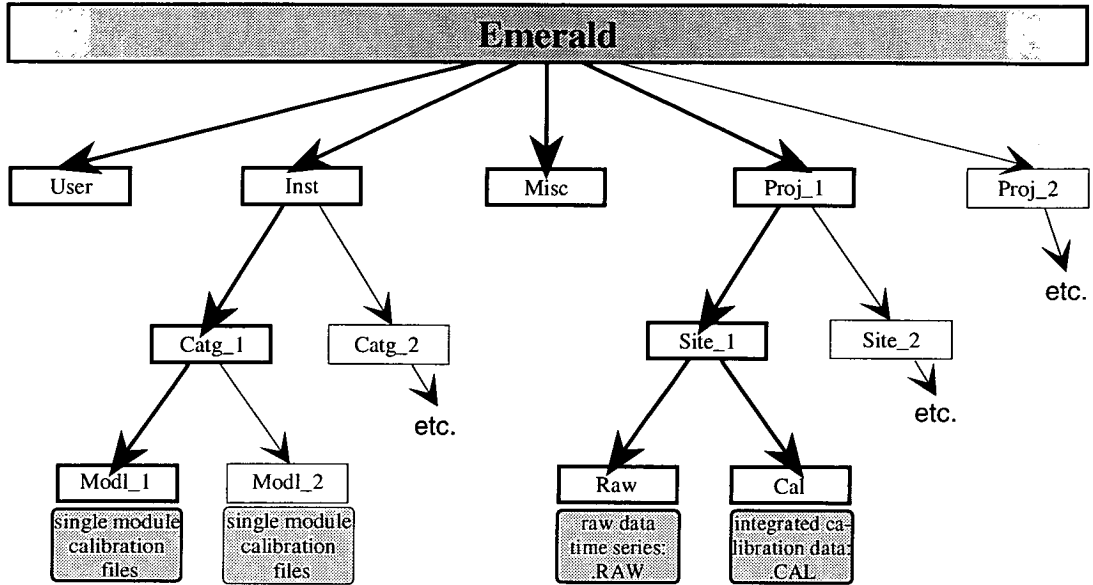 Emerald
User
Inst
Misc
Proj_1
Proj_2
etc.
Catg_1
Catg_2
etc.
Site_1
Site_2
etc.
Modl_1
Modl_2
Raw
Cal
single module
calibration
files
single module
calibration
files
raw data
time series:
.RAW
integrated ca-
libration data:
.CAL